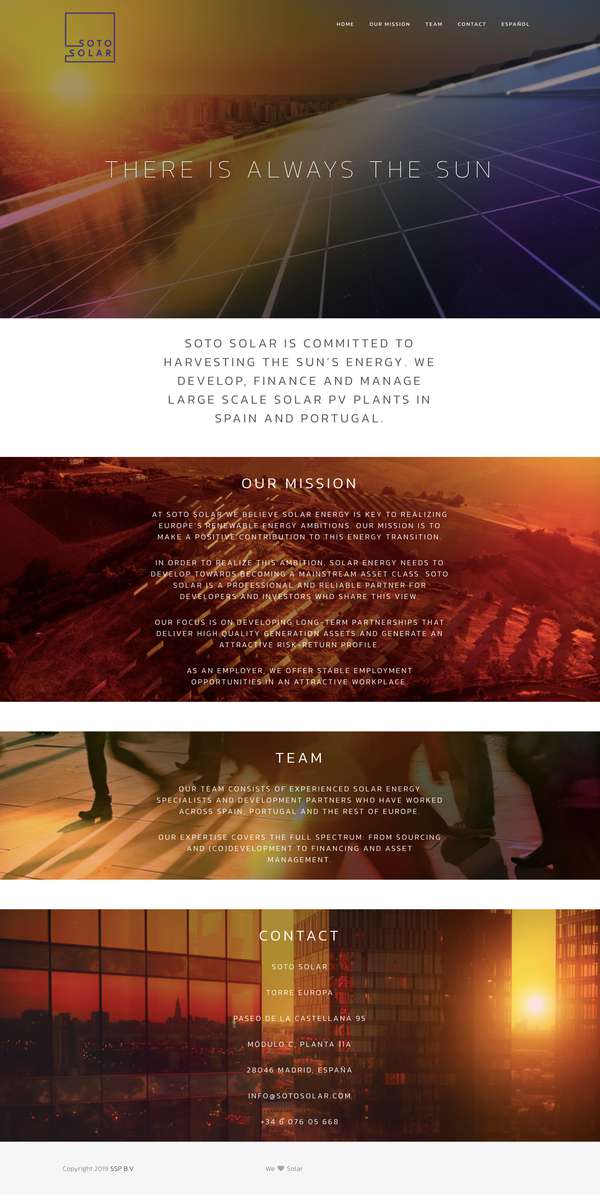 SOTO
SOLAR
HOME OUR MISSION TEAM CONTACT ESPAÑOL
THERE IS ALWAYS THE SUN
SOTO SOLAR IS COMMITTED TO
HARVESTING THE SUN'S ENERGY. WE
DEVELOP, FINANCE AND MANAGE
LARGE SCALE SOLAR PV PLANTS IN
SPAIN AND PORTUGAL.
OUR MISSION
AT SOTO SOLAR WE BELIEVE SOLAR ENERGY IS KEY TO REALIZING
EUROPE'S RENEWABLE ENERGY AMBITIONS. OUR MISSION IS TO
MAKE A POSITIVE CONTRIBUTION TO THIS ENERGY TRANSITION.
IN ORDER TO REALIZE THIS AMBITION, SOLAR ENERGY NEEDS TO
DEVELOP TOWARDS BECOMING A MAINSTREAM ASSET CLASS. SOTO
SOLAR IS A PROFESSIONAL AND RELIABLE PARTNER FOR
DEVELOPERS AND INVESTORS WHO SHARE THIS VIEW.
OUR FOCUS IS ON DEVELOPING LONG-TERM PARTNERSHIPS THAT
DELIVER HIGH QUALITY GENERATION ASSETS AND GENERATE AN
ATTRACTIVE RISK-RETURN PROFILE.
AS AN EMPLOYER, WE OFFER STABLE EMPLOYMENT
OPPORTUNITIES IN AN ATTRACTIVE WORKPLACE.
TEAM
OUR TEAM CONSISTS OF EXPERIENCED SOLAR ENERGY
SPECIALISTS AND DEVELOPMENT PARTNERS WHO HAVE WORKED
ACROSS SPAIN, PORTUGAL AND THE REST OF EUROPE.
OUR EXPERTISE COVERS THE FULL SPECTRUM: FROM SOURCING
AND (CO)DEVELOPMENT TO FINANCING AND ASSET
MANAGEMENT.
CONTACT
SOTO SOLAR
TORRE EUROPA
PASEO DE LA CASTELLANA 95
MÓDULO C, PLANTA 11A
28046 MADRID, ESPAÑA
INFO@SOTOSOLAR.COM
+34 6 076 05 668
Copyright 2019 SSP B.V. We ♥ Solar